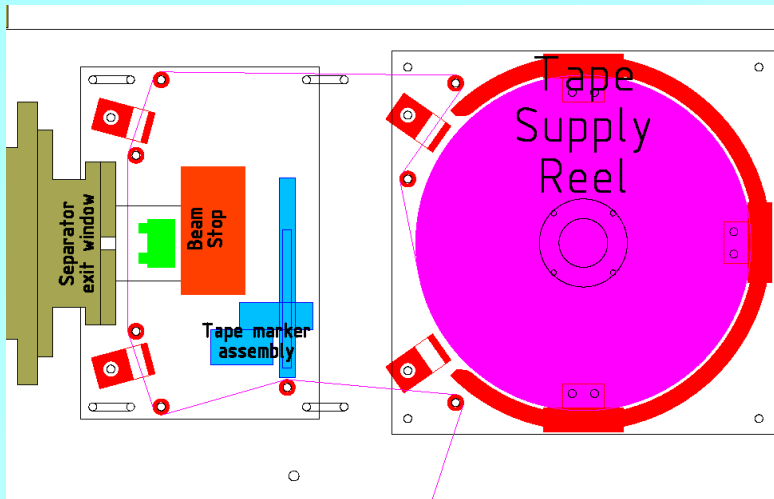 Tape
Supply
Reel
Separator
exit window
Beam
Stop
Tape marker
assembly